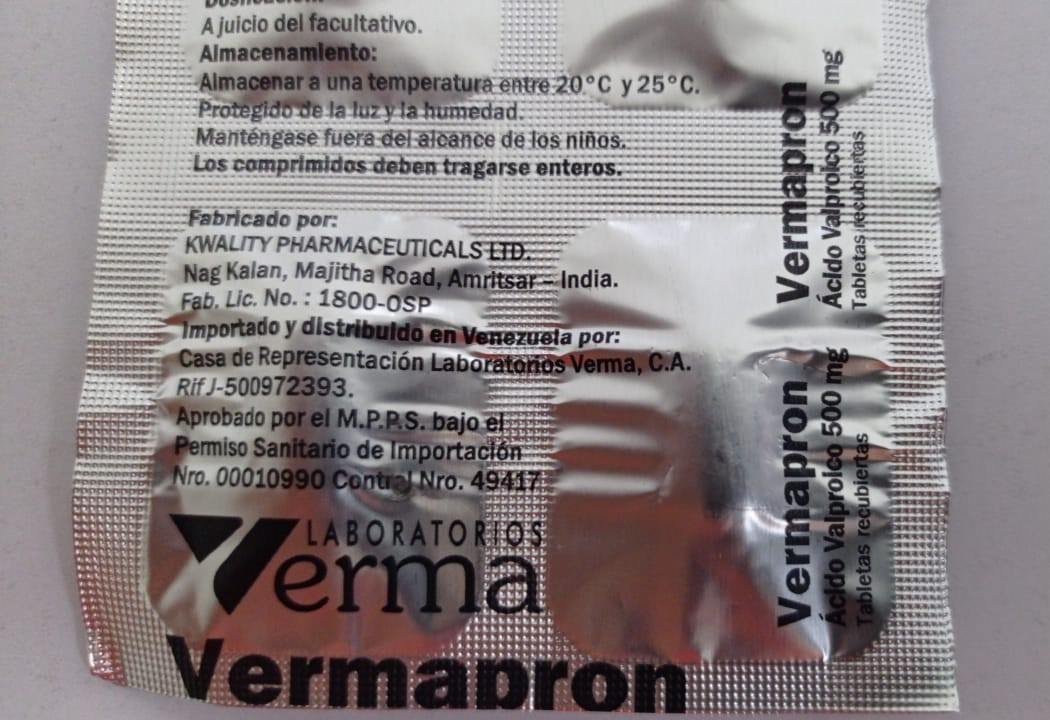 Dosificación:
A juicio del facultativo.
Almacenamiento:
Almacenar a una temperatura entre 20°C y 25°C.
Protegido de la luz y la humedad.
Manténgase fuera del alcance de los niños.
Los comprimidos deben tragarse enteros.
Fabricado por:
KWALITY PHARMACEUTICALS LTD.
Nag Kalan, Majitha Road, Amritsar – India.
Fab. Lic. No. : 1800-OSP
Importado y distribuido en Venezuela por:
Casa de Representación Laboratorios Verma, C.A.
Rif J-500972393.
Aprobado por el M.P.P.S. bajo el
Permiso Sanitario de Importación
Nro. 00010990 Control Nro. 49417
LABORATORIOS
Verma
Vermapron
Vermapron
Ácido Valproico 500 mg
Tabletas recubiertas
Vermapron
Ácido Valproico 500 mg
Tabletas recubiertas